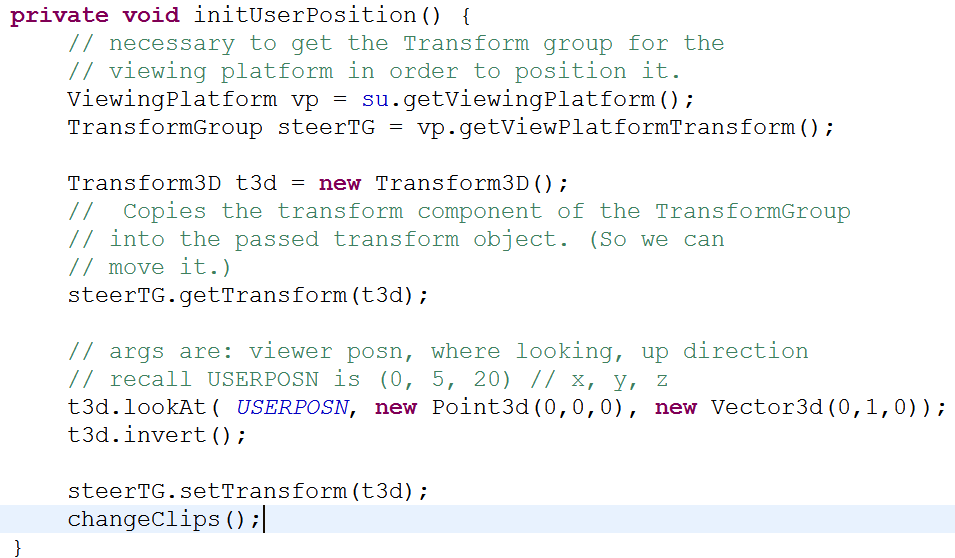 private void initUserPosition() {
// necessary to get the Transform group for the
// viewing platform in order to position it.
ViewingPlatform vp = su.getViewingPlatform();
TransformGroup steerTG = vp.getViewPlatformTransform();
Transform3D t3d = new Transform3D();
//  Copies the transform component of the TransformGroup
// into the passed transform object. (So we can
// move it.)
steerTG.getTransform(t3d);
// args are: viewer posn, where looking, up direction
// recall USERPOSN is (0, 5, 20) // x, y, z
t3d.lookAt( USERPOSN, new Point3d(0,0,0), new Vector3d(0,1,0));
t3d.invert();
steerTG.setTransform(t3d);
changeClips();
}